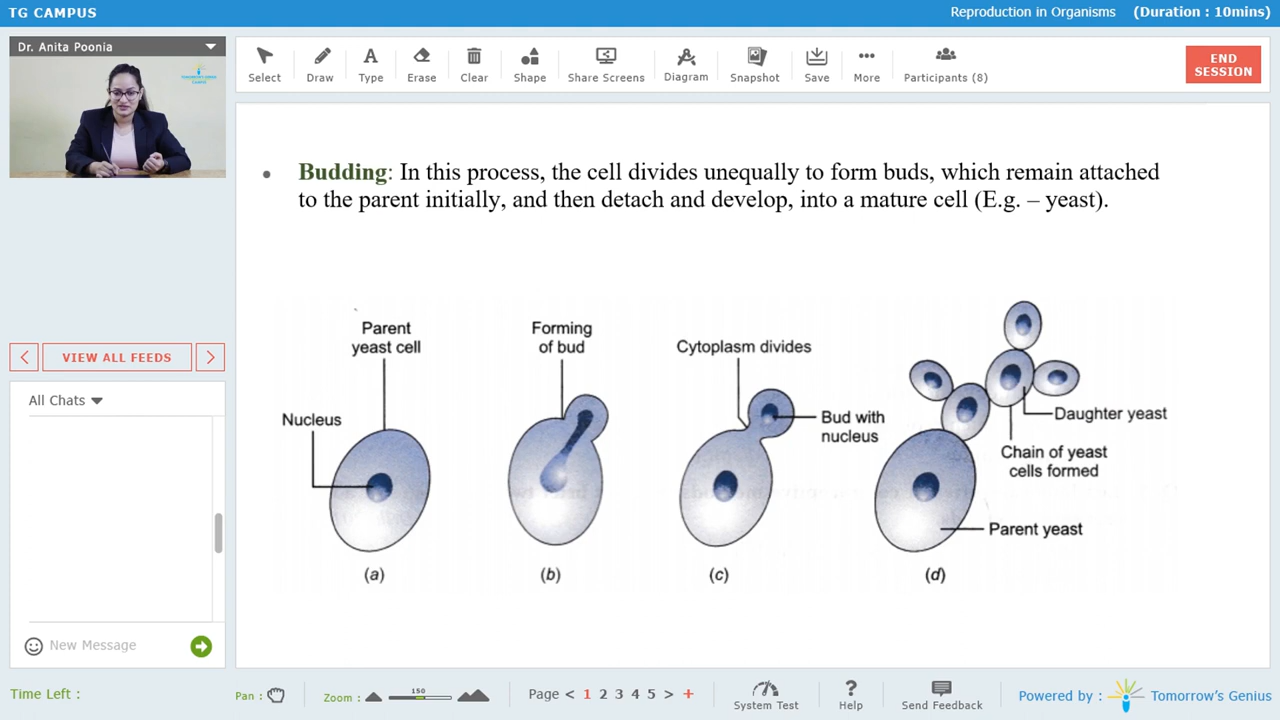 TG CAMPUS
Reproduction in Organisms (Duration : 10mins)
Dr. Anita Poonia
TOMORROW'S GENIUS
CAMPUS
Select
Draw
Type
Erase
Clear
Shape
Share Screens
Diagram
Snapshot
Save
More
Participants (8)
END
SESSION
• Budding: In this process, the cell divides unequally to form buds, which remain attached
to the parent initially, and then detach and develop, into a mature cell (E.g. – yeast).
Parent
yeast cell
Nucleus
(a)
Forming
of bud
(b)
Cytoplasm divides
Bud with
nucleus
(c)
Daughter yeast
Chain of yeast
cells formed
Parent yeast
(d)
< VIEW ALL FEEDS >
All Chats
New Message
Time Left :
Pan :
Zoom : 150
Page < 1 2 3 4 5 > +
System Test
Help
Send Feedback
Powered by : Tomorrow's Genius